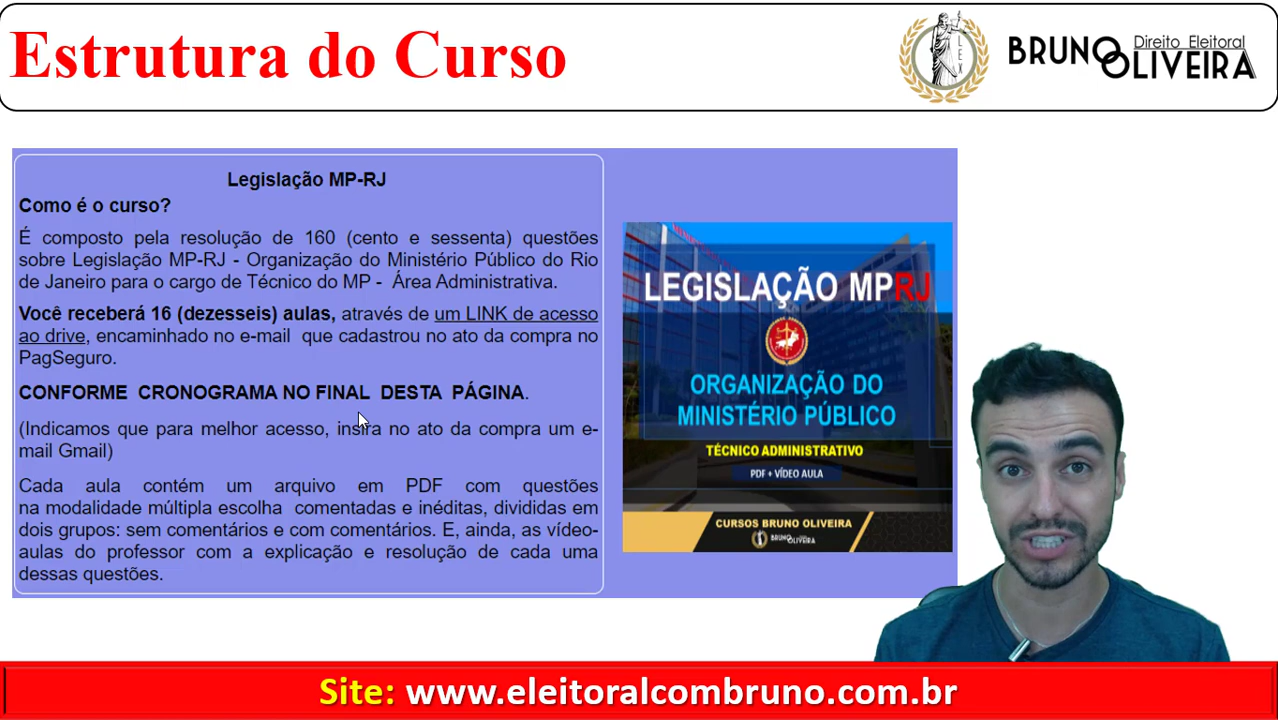 Estrutura do Curso
LEX
BRUNO
Direito Eleitoral
OLIVEIRA
Legislação MP-RJ
Como é o curso?
É composto pela resolução de 160 (cento e sessenta) questões
sobre Legislação MP-RJ - Organização do Ministério Público do Rio
de Janeiro para o cargo de Técnico do MP - Área Administrativa.
Você receberá 16 (dezesseis) aulas, através de um LINK de acesso
ao drive, encaminhado no e-mail que cadastrou no ato da compra no
PagSeguro.
CONFORME CRONOGRAMA NO FINAL DESTA PÁGINA.
(Indicamos que para melhor acesso, insira no ato da compra um e-
mail Gmail)
Cada aula contém um arquivo em PDF com questões
na modalidade múltipla escolha comentadas e inéditas, divididas em
dois grupos: sem comentários e com comentários. E, ainda, as vídeo-
aulas do professor com a explicação e resolução de cada uma
dessas questões.
LEGISLAÇÃO MPRJ
ORGANIZAÇÃO DO
MINISTÉRIO PÚBLICO
TÉCNICO ADMINISTRATIVO
PDF + VÍDEO AULA
CURSOS BRUNO OLIVEIRA
BRUNO
OLIVEIRA
Site: www.eleitoralcombruno.com.br